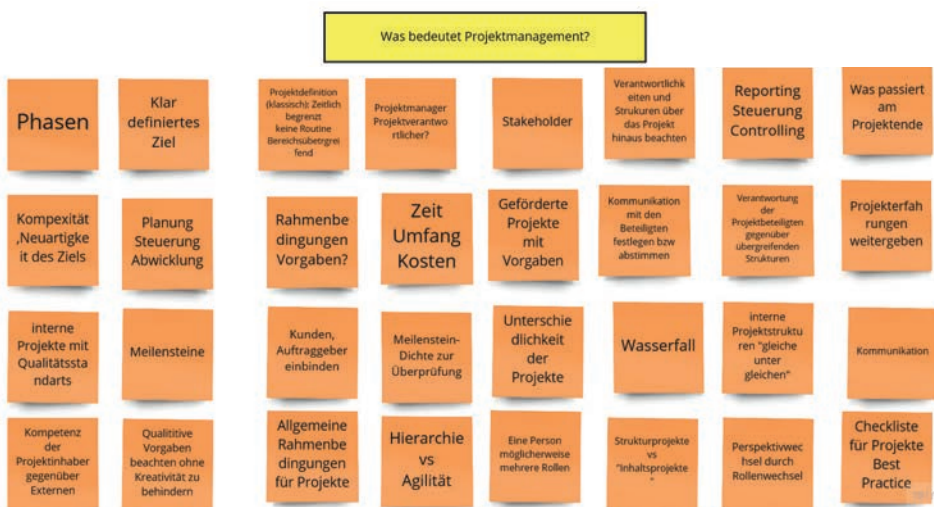 Was bedeutet Projektmanagement?
Phasen
Klar
definiertes
Ziel
Projektdefinition
(klassisch): Zeitlich
begrenzt
keine Routine
Bereichsübetrgrei
fend
Projektmanager
Projektverantwo
rtlicher?
Stakeholder
Verantwortlichk
eiten und
Strukuren über
das Projekt
hinaus beachten
Reporting
Steuerung
Controlling
Was passiert
am
Projektende
Kompexität
,Neuartigke
it des Ziels
Planung
Steuerung
Abwicklung
Rahmenbe
dingungen
Vorgaben?
Zeit
Umfang
Kosten
Geförderte
Projekte
mit
Vorgaben
Kommunikation
mit den
Beteiligten
festlegen bzw
abstimmen
Verantwortung
der
Projektbeteiligten
gegenüber
übergreifenden
Strukturen
Projekterfah
rungen
weitergeben
interne
Projekte mit
Qualitätssta
ndarts
Meilensteine
Kunden,
Auftraggeber
einbinden
Meilenstein-
Dichte zur
Überprüfung
Unterschie
dlichkeit
der
Projekte
Wasserfall
interne
Projektstruktu
ren "gleiche
unter
gleichen"
Kommunikation
Kompetenz
der
Projektinhaber
gegenüber
Externen
Qualititive
Vorgaben
beachten ohne
Kreativität zu
behindern
Allgemeine
Rahmenbe
dingungen
für Projekte
Hierarchie
vs
Agilität
Eine Person
möglicherweise
mehrere Rollen
Strukturprojekte
vs
"Inhaltsprojekte
"
Perspektivwec
hsel durch
Rollenwechsel
Checkliste
für Projekte
Best
Practice